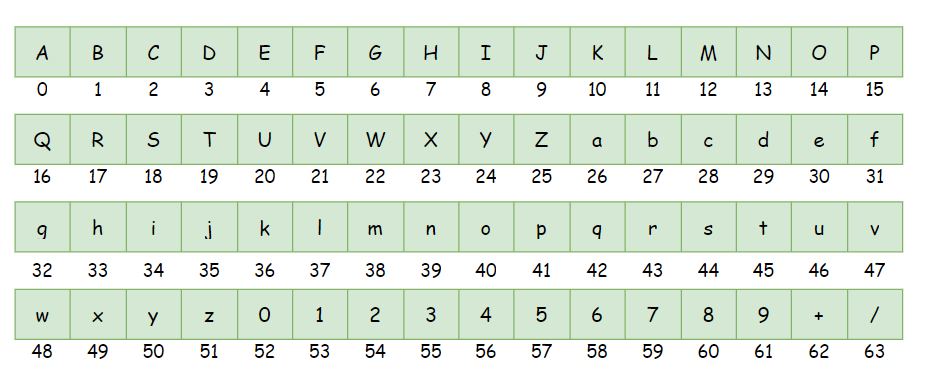 A B C D E F G H I J K L M N O P
0 1 2 3 4 5 6 7 8 9 10 11 12 13 14 15
Q R S T U V W X Y Z a b c d e f
16 17 18 19 20 21 22 23 24 25 26 27 28 29 30 31
g h i j k l m n o p q r s t u v
32 33 34 35 36 37 38 39 40 41 42 43 44 45 46 47
w x y z 0 1 2 3 4 5 6 7 8 9 + /
48 49 50 51 52 53 54 55 56 57 58 59 60 61 62 63